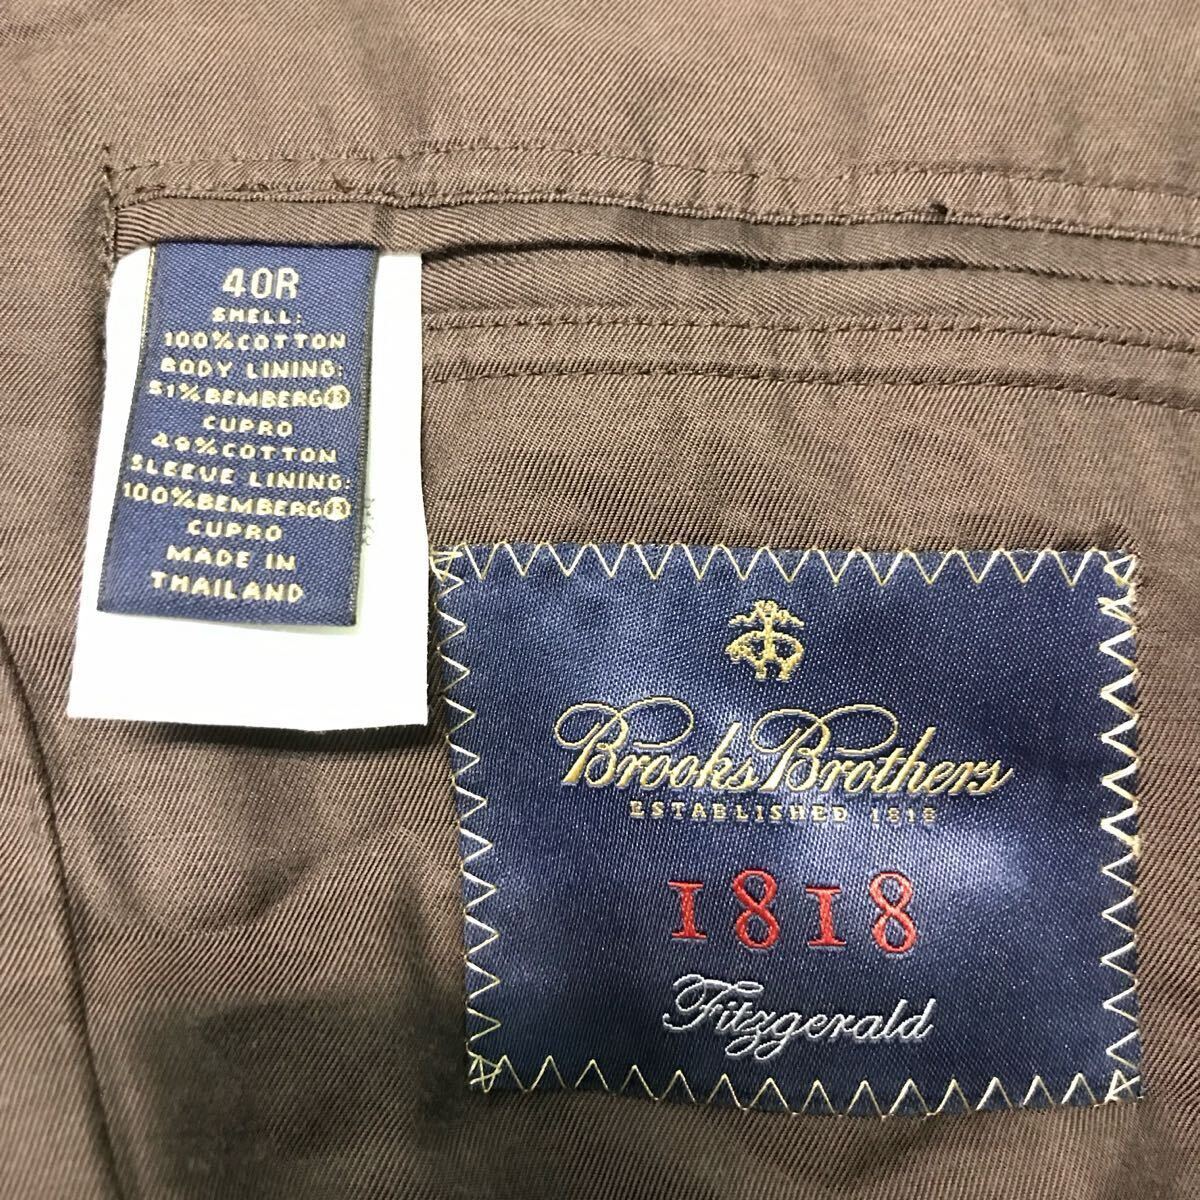 40R
SHELL:
100%COTTON
BODY LINING:
51%BEMBERG®
CUPRO
49%COTTON
SLEEVE LINING:
100%BEMBERG®
CUPRO
MADE IN
THAILAND
Brooks Brothers
ESTABLISHED 1818
1818
Fitzgerald